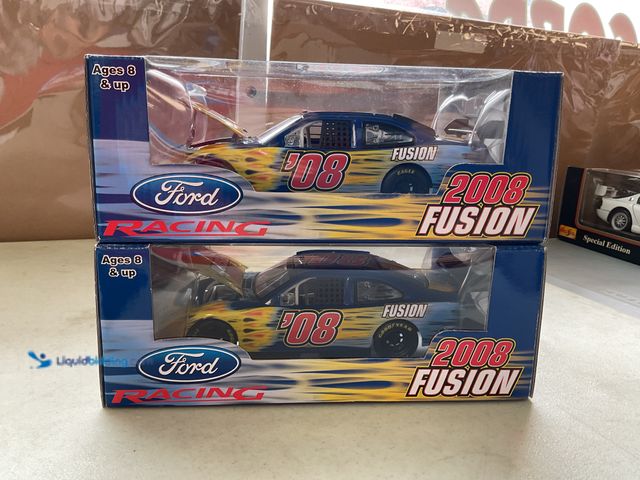 Ages 8
& up
'08
FUSION
EAGLE
Ford
RACING
2008
FUSION
Special Edition
Ages 8
& up
'08
FUSION
GOODYEAR
Ford
RACING
2008
FUSION
Liquidbidding